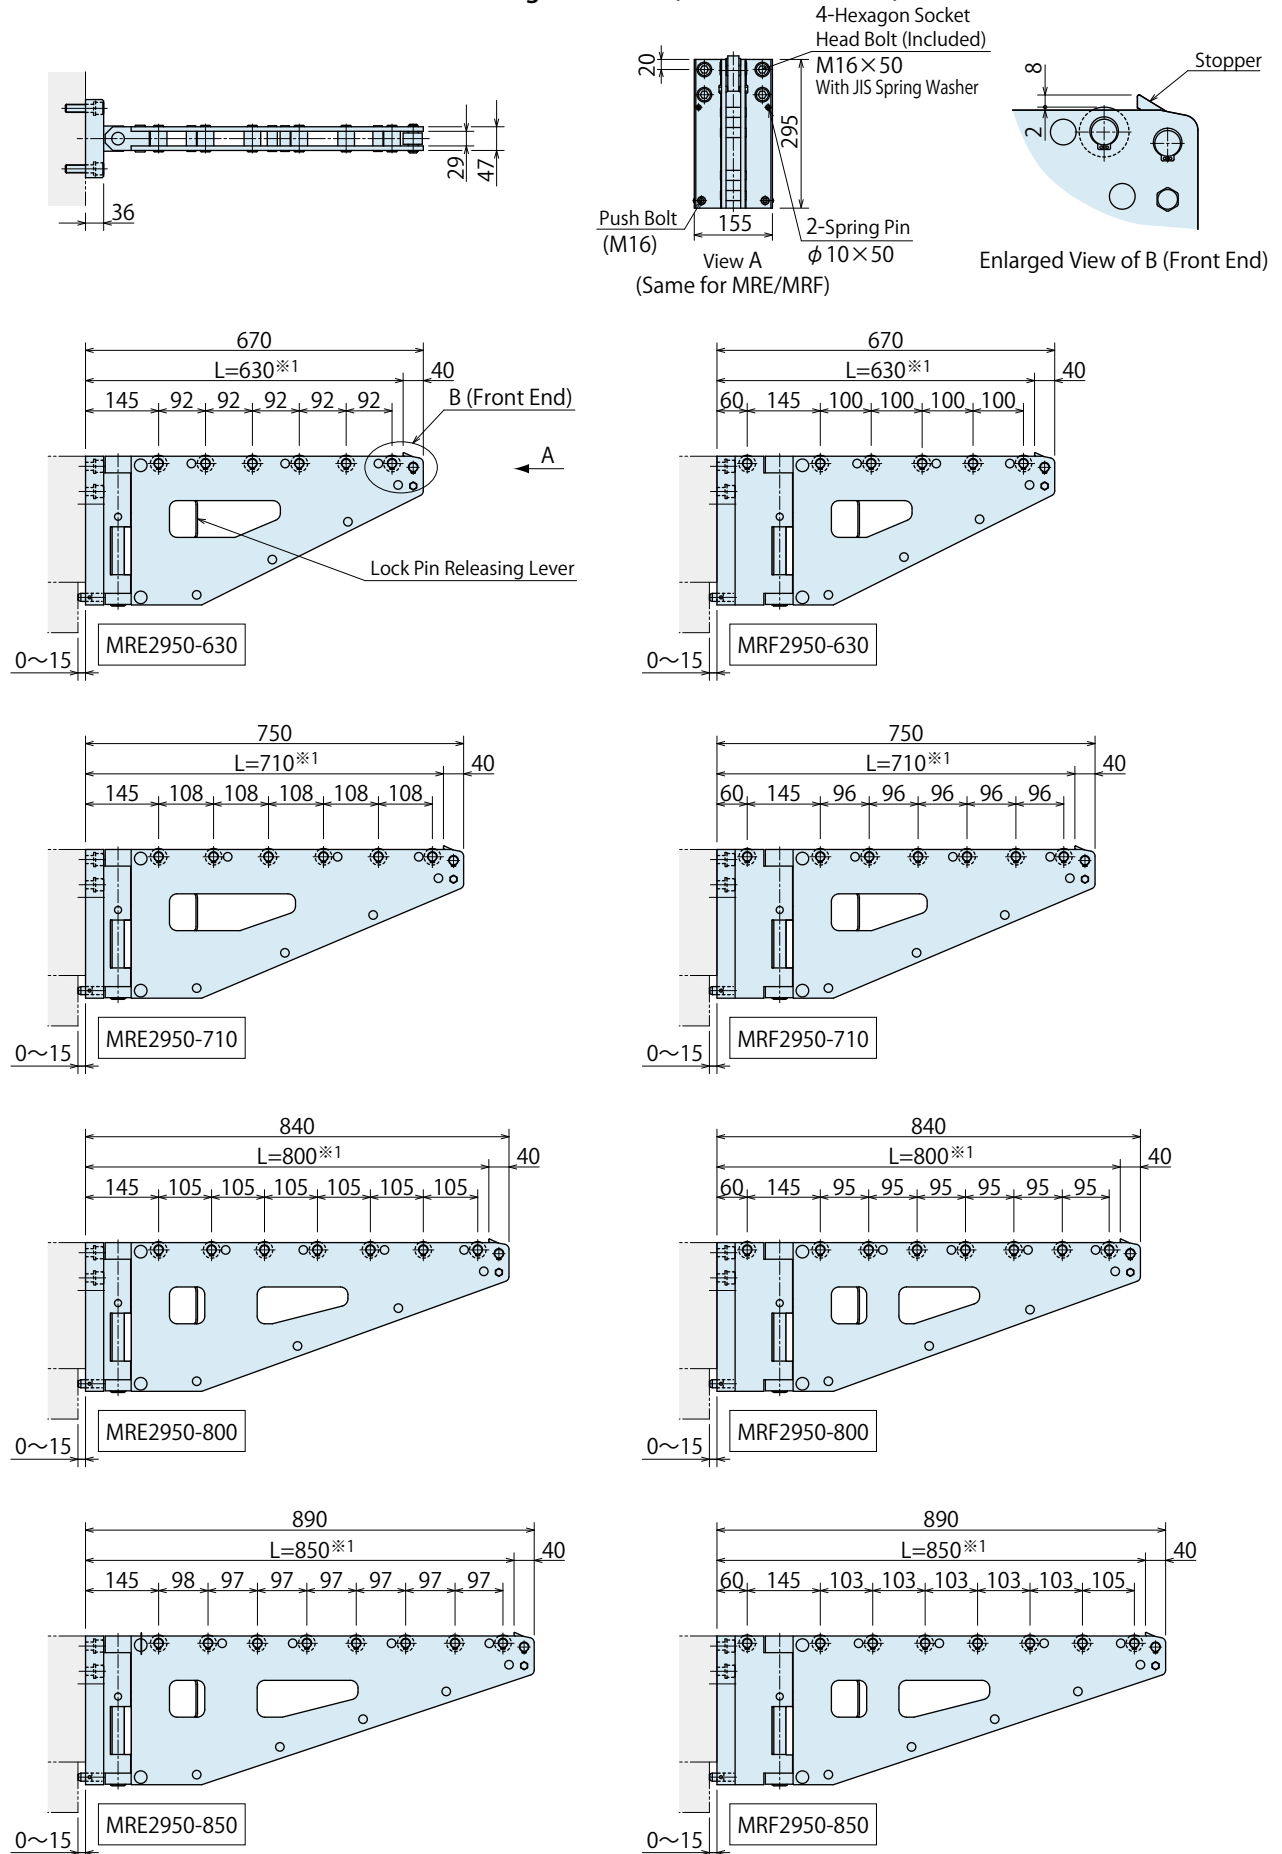 4-Hexagon Socket
Head Bolt (Included)
M16×50
With JIS Spring Washer
20
295
8
2
Stopper
29
47
36
Push Bolt
(M16)
155
2-Spring Pin
φ10×50
View A
(Same for MRE/MRF)
Enlarged View of B (Front End)
670
L=630※1 40
145 92 92 92 92 92
B (Front End)
A
Lock Pin Releasing Lever
MRE2950-630
0～15
670
L=630※1 40
60 145 100 100 100 100
MRF2950-630
0～15
750
L=710※1 40
145 108 108 108 108 108
MRE2950-710
0～15
750
L=710※1 40
60 145 96 96 96 96 96
MRF2950-710
0～15
840
L=800※1 40
145 105 105 105 105 105 105
MRE2950-800
0～15
840
L=800※1 40
60 145 95 95 95 95 95 95
MRF2950-800
0～15
890
L=850※1 40
145 98 97 97 97 97 97 97
MRE2950-850
0～15
890
L=850※1 40
60 145 103 103 103 103 103 105
MRF2950-850
0～15